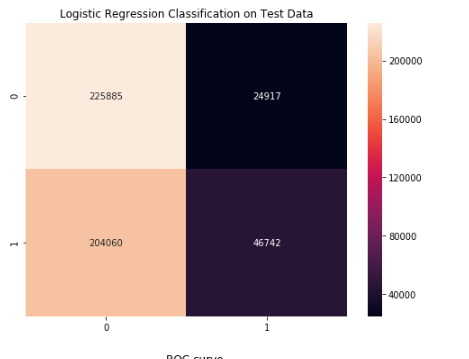 Logistic Regression Classification on Test Data
0 225885 24917
1 204060 46742
0 1
200000
160000
120000
80000
40000
ROC curve